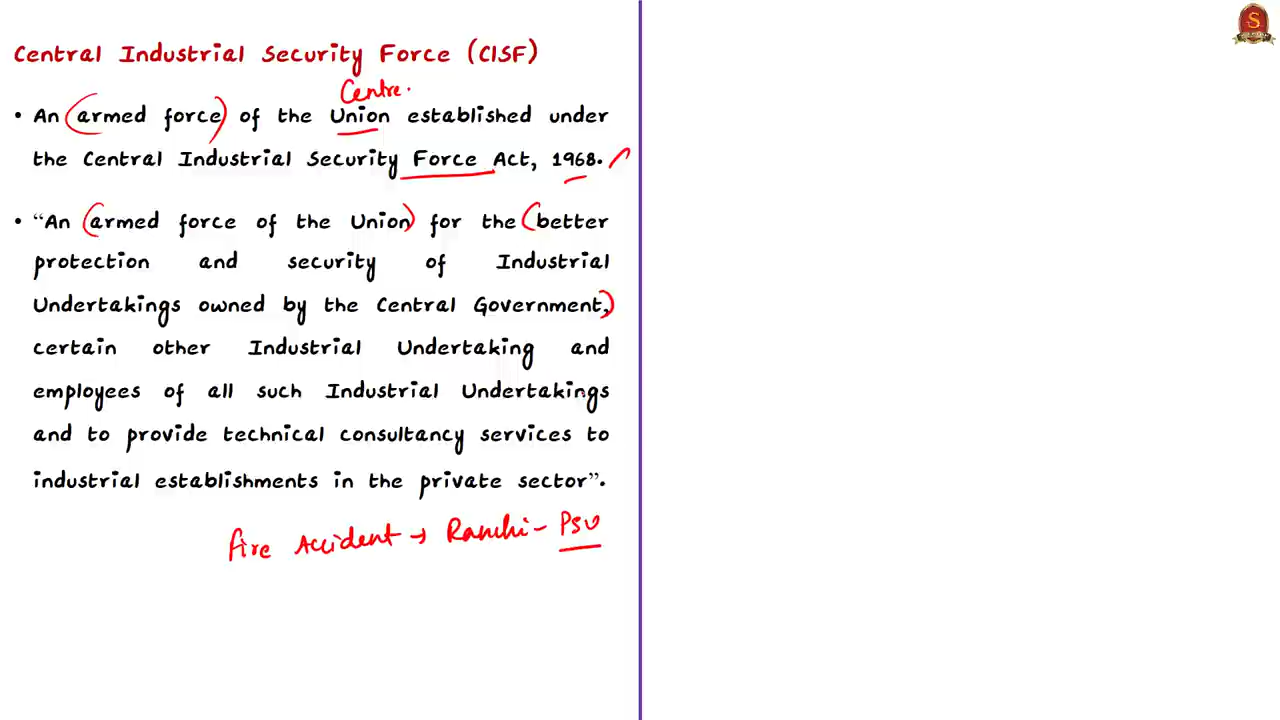 Central Industrial Security Force (CISF)
Centre.
• An (armed force) of the Union established under
the Central Industrial Security Force Act, 1968.
• “An (armed force of the Union) for the (better
protection and security of Industrial
Undertakings owned by the Central Government,)
certain other Industrial Undertaking and
employees of all such Industrial Undertakings
and to provide technical consultancy services to
industrial establishments in the private sector”.
fire Accident → Ranchi - PSU
S